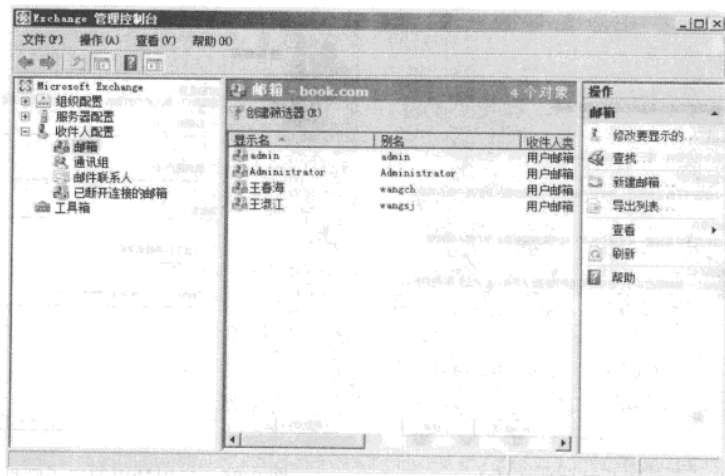 Exchange 管理控制台
文件(F) 操作(A) 查看(V) 帮助(H)
Microsoft Exchange
组织配置
服务器配置
收件人配置
邮箱
通讯组
邮件联系人
已断开连接的邮箱
工具箱
邮箱 - book.com 4 个对象
创建筛选器(R)
显示名 别名 收件人类
admin admin 用户邮箱
Administrator Administrator 用户邮箱
王春海 wangch 用户邮箱
王 江 wangsj 用户邮箱
操作
邮箱
修改要显示的...
查找...
新建邮箱...
导出列表...
查看
刷新
帮助